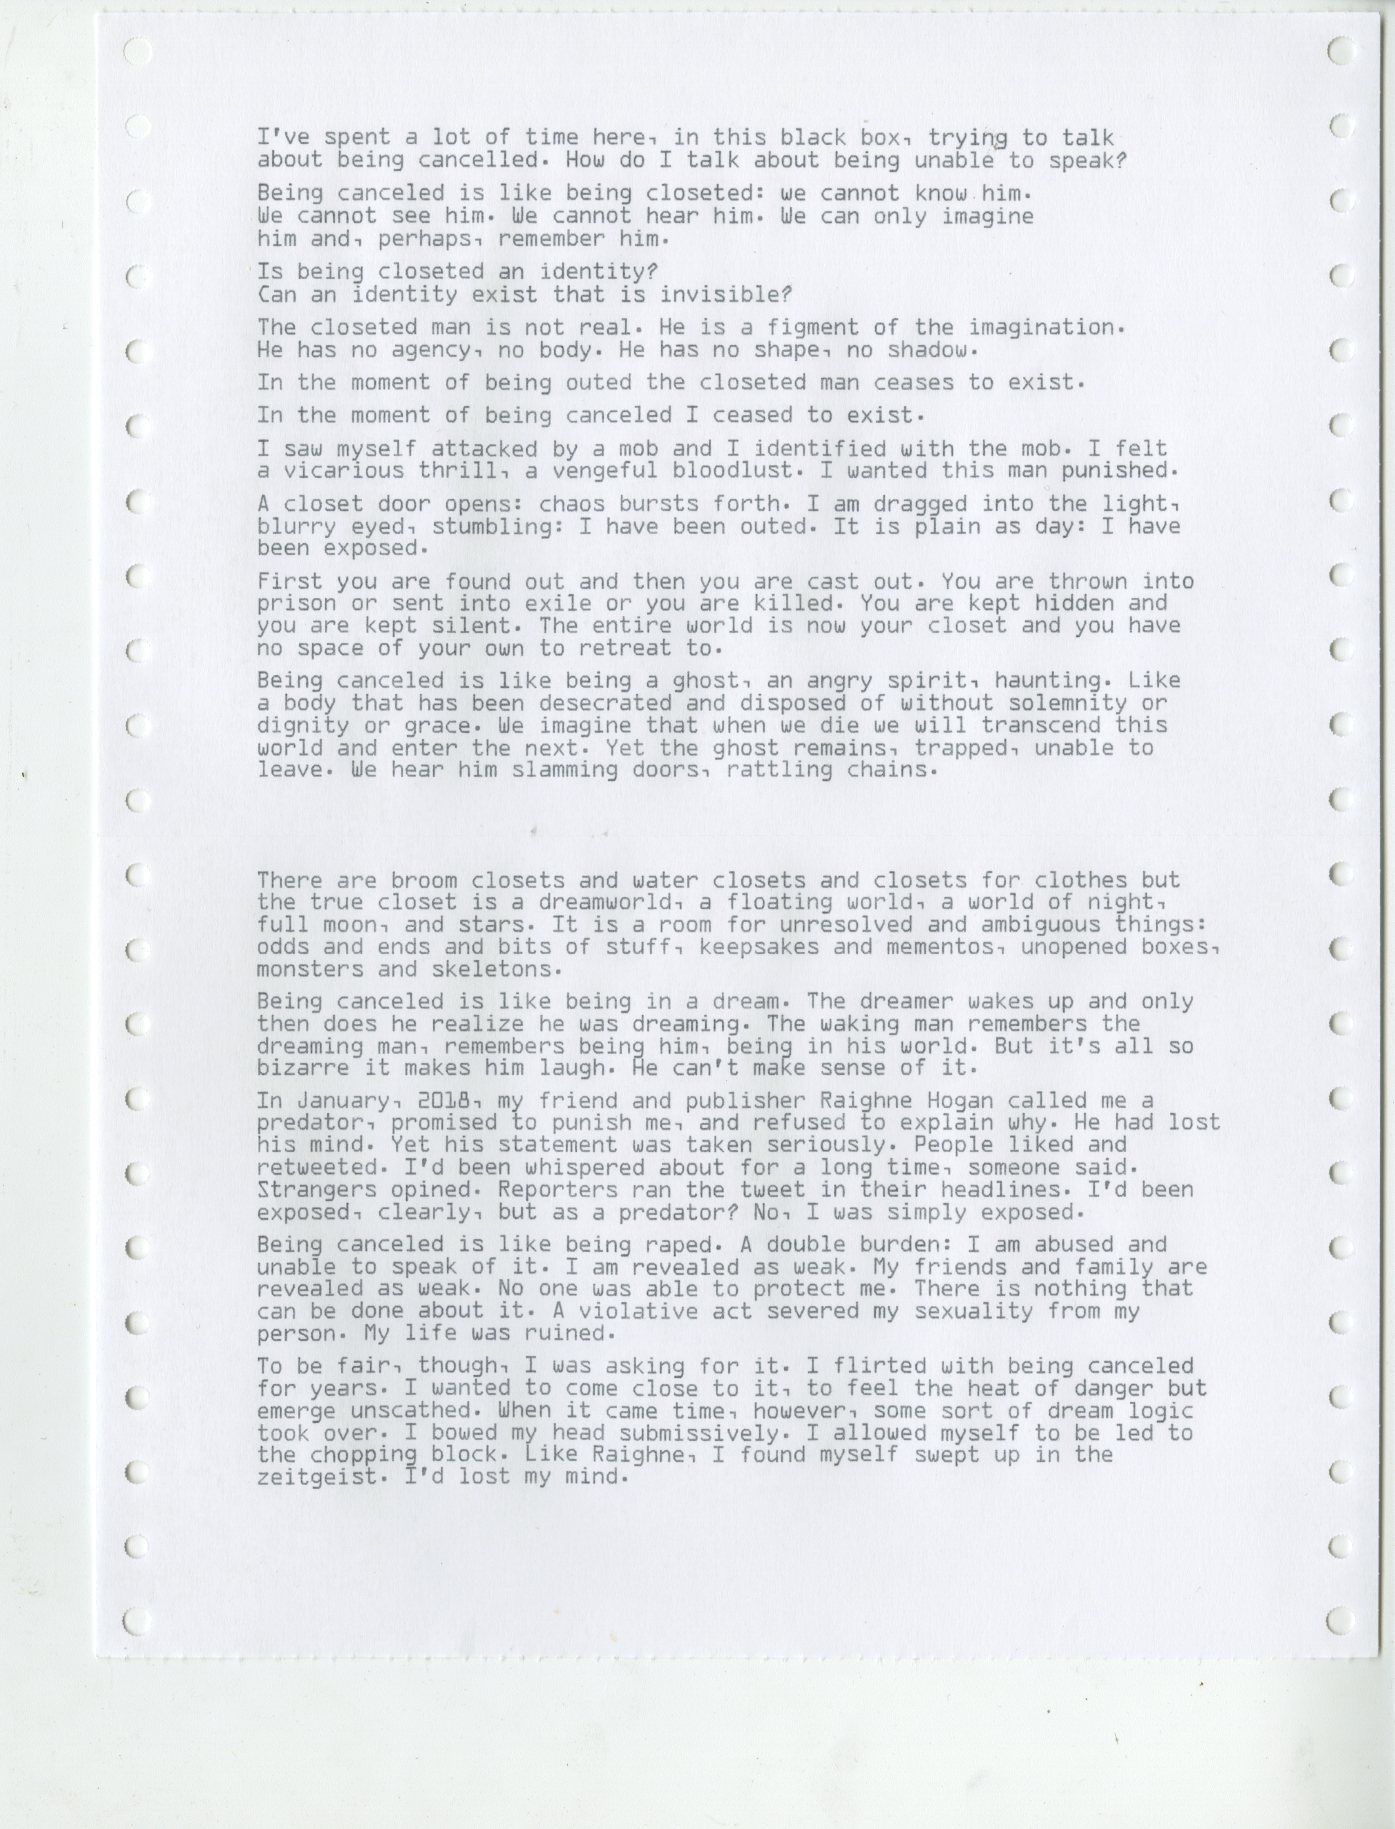 I've spent a lot of time here, in this black box, trying to talk
about being cancelled. How do I talk about being unable to speak?
Being canceled is like being closeted: we cannot know him.
We cannot see him. We cannot hear him. We can only imagine
him and, perhaps, remember him.
Is being closeted an identity?
Can an identity exist that is invisible?
The closeted man is not real. He is a figment of the imagination.
He has no agency, no body. He has no shape, no shadow.
In the moment of being outed the closeted man ceases to exist.
In the moment of being canceled I ceased to exist.
I saw myself attacked by a mob and I identified with the mob. I felt
a vicarious thrill, a vengeful bloodlust. I wanted this man punished.
A closet door opens: chaos bursts forth. I am dragged into the light,
blurry eyed, stumbling: I have been outed. It is plain as day: I have
been exposed.
First you are found out and then you are cast out. You are thrown into
prison or sent into exile or you are killed. You are kept hidden and
you are kept silent. The entire world is now your closet and you have
no space of your own to retreat to.
Being canceled is like being a ghost, an angry spirit, haunting. Like
a body that has been desecrated and disposed of without solemnity or
dignity or grace. We imagine that when we die we will transcend this
world and enter the next. Yet the ghost remains, trapped, unable to
leave. We hear him slamming doors, rattling chains.
There are broom closets and water closets and closets for clothes but
the true closet is a dreamworld, a floating world, a world of night,
full moon, and stars. It is a room for unresolved and ambiguous things:
odds and ends and bits of stuff, keepsakes and mementos, unopened boxes,
monsters and skeletons.
Being canceled is like being in a dream. The dreamer wakes up and only
then does he realize he was dreaming. The waking man remembers the
dreaming man, remembers being him, being in his world. But it's all so
bizarre it makes him laugh. He can't make sense of it.
In January, 2018, my friend and publisher Raighne Hogan called me a
predator, promised to punish me, and refused to explain why. He had lost
his mind. Yet his statement was taken seriously. People liked and
retweeted. I'd been whispered about for a long time, someone said.
Strangers opined. Reporters ran the tweet in their headlines. I'd been
exposed, clearly, but as a predator? No, I was simply exposed.
Being canceled is like being raped. A double burden: I am abused and
unable to speak of it. I am revealed as weak. My friends and family are
revealed as weak. No one was able to protect me. There is nothing that
can be done about it. A violative act severed my sexuality from my
person. My life was ruined.
To be fair, though, I was asking for it. I flirted with being canceled
for years. I wanted to come close to it, to feel the heat of danger but
emerge unscathed. When it came time, however, some sort of dream logic
took over. I bowed my head submissively. I allowed myself to be led to
the chopping block. Like Raighne, I found myself swept up in the
zeitgeist. I'd lost my mind.